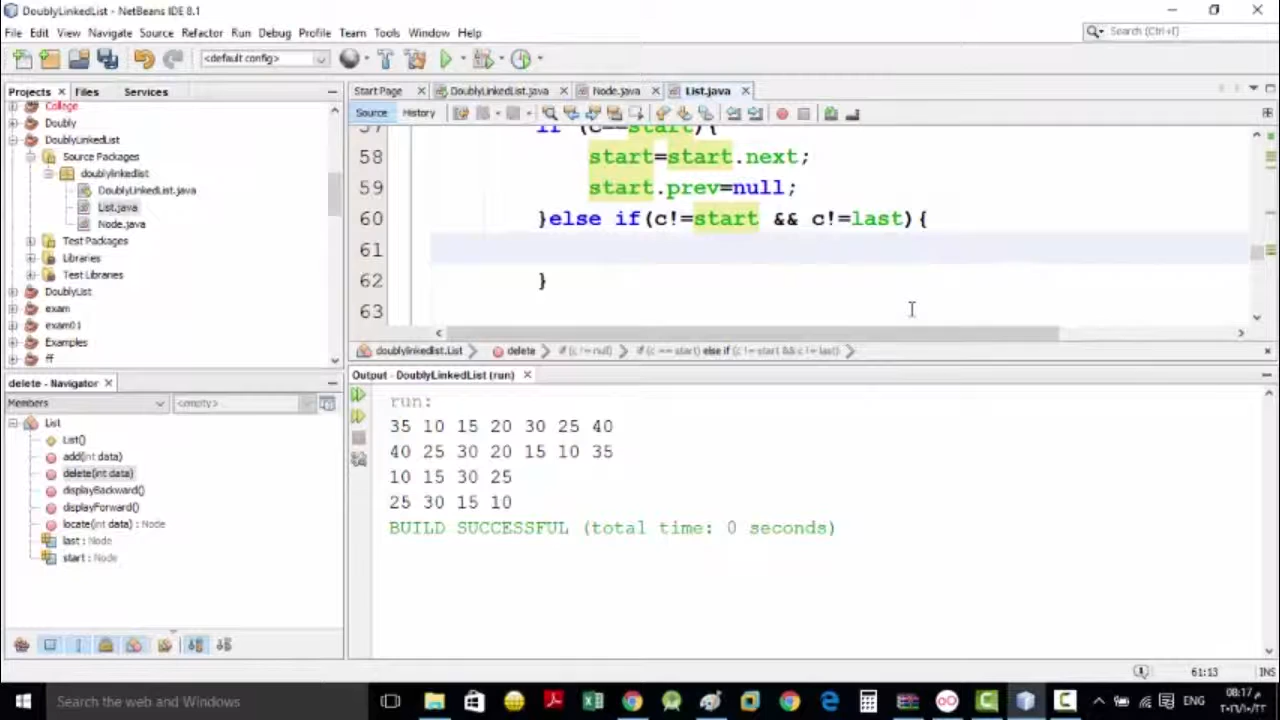 DoublyLinkedList - NetBeans IDE 8.1
File Edit View Navigate Source Refactor Run Debug Profile Team Tools Window Help
Search (Ctrl+I)
<default config>
Projects Files Services
College
Doubly
DoublyLinkedList
Source Packages
doublylinkedlist
DoublyLinkedList.java
List.java
Node.java
Test Packages
Libraries
Test Libraries
DoublyList
exam
exam01
Examples
ff
delete - Navigator
Members <empty>
List
List()
add(int data)
delete(int data)
displayBackward()
displayForward()
locate(int data) : Node
last : Node
start : Node
Start Page DoublyLinkedList.java Node.java List.java
Source History
57 if (c==start){
58 start=start.next;
59 start.prev=null;
60 }else if(c!=start && c!=last){
61
62 }
63
doublylinkedlist.List delete if (c != null) if (c == start) else if (c != start && c != last)
Output - DoublyLinkedList (run)
run:
35 10 15 20 30 25 40
40 25 30 20 15 10 35
10 15 30 25
25 30 15 10
BUILD SUCCESSFUL (total time: 0 seconds)
61:13 INS
Search the web and Windows
ENG
08:17 م
٢٠١٦/١٠/٢٢